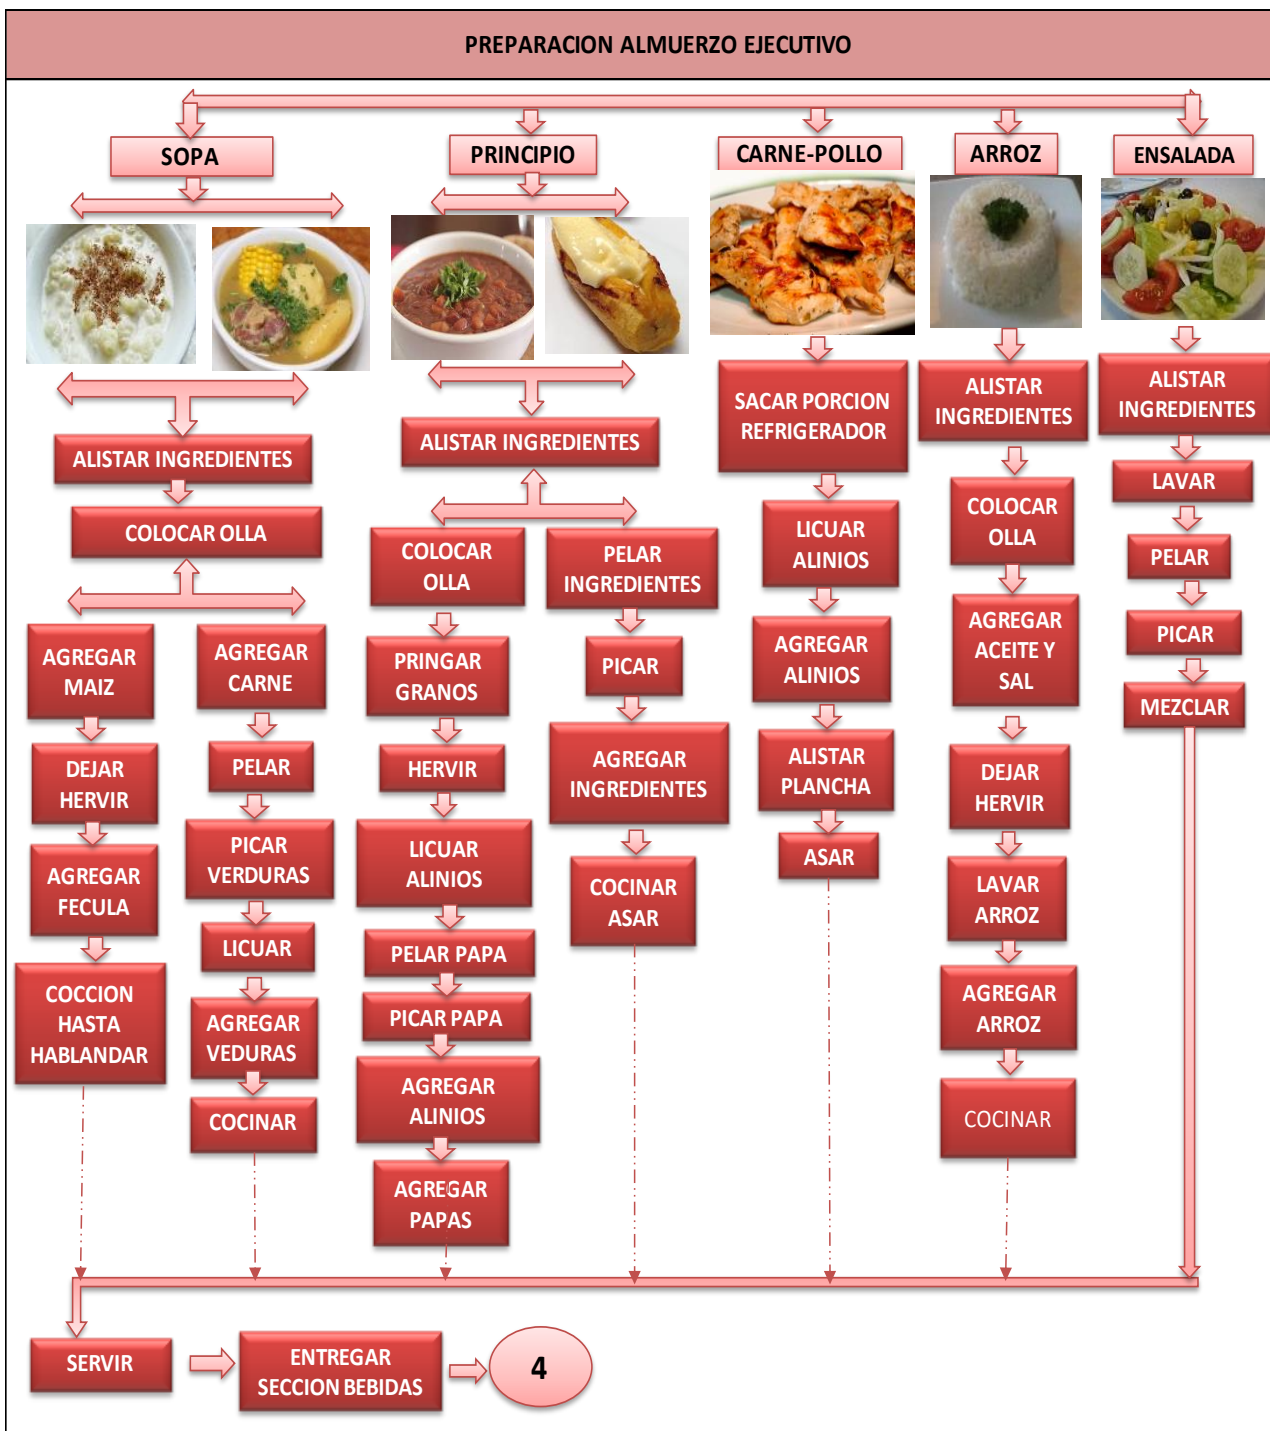 PREPARACION ALMUERZO EJECUTIVO
SOPA
PRINCIPIO
CARNE-POLLO
ARROZ
ENSALADA
ALISTAR INGREDIENTES
COLOCAR OLLA
AGREGAR
MAIZ
DEJAR
HERVIR
AGREGAR
FECULA
COCCION
HASTA
HABLANDAR
AGREGAR
CARNE
PELAR
PICAR
VERDURAS
LICUAR
AGREGAR
VEDURAS
COCINAR
ALISTAR INGREDIENTES
COLOCAR
OLLA
PRINGAR
GRANOS
HERVIR
LICUAR
ALINIOS
PELAR PAPA
PICAR PAPA
AGREGAR
ALINIOS
AGREGAR
PAPAS
PELAR
INGREDIENTES
PICAR
AGREGAR
INGREDIENTES
COCINAR
ASAR
SACAR PORCION
REFRIGERADOR
LICUAR
ALINIOS
AGREGAR
ALINIOS
ALISTAR
PLANCHA
ASAR
ALISTAR
INGREDIENTES
COLOCAR
OLLA
AGREGAR
ACEITE Y
SAL
DEJAR
HERVIR
LAVAR
ARROZ
AGREGAR
ARROZ
COCINAR
ALISTAR
INGREDIENTES
LAVAR
PELAR
PICAR
MEZCLAR
SERVIR
ENTREGAR
SECCION BEBIDAS
4